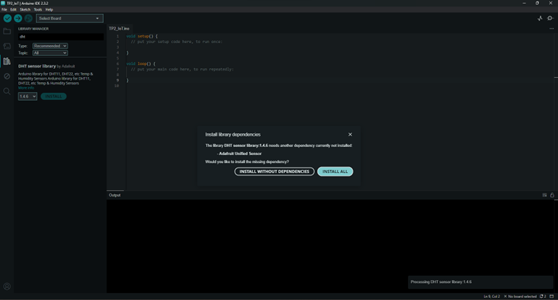 TP2_IoT | Arduino IDE 2.3.2
File Edit Sketch Tools Help
Select Board
LIBRARY MANAGER
dht
Type: Recommended
Topic: All
DHT sensor library by Adafruit
Arduino library for DHT11, DHT22, etc Temp & Humidity Sensors Arduino library for DHT11, DHT22, etc Temp & Humidity Sensors
More info
1.4.6 INSTALL
TP2_IoT.ino
1 void setup() {
2 // put your setup code here, to run once:
3
4 }
5
6 void loop() {
7 // put your main code here, to run repeatedly:
8
9 }
10
Install library dependencies
The library DHT sensor library:1.4.6 needs another dependency currently not installed:
- Adafruit Unified Sensor
Would you like to install the missing dependency?
INSTALL WITHOUT DEPENDENCIES INSTALL ALL
Output
Processing DHT sensor library:1.4.6
Ln 9, Col 2 No board selected 2